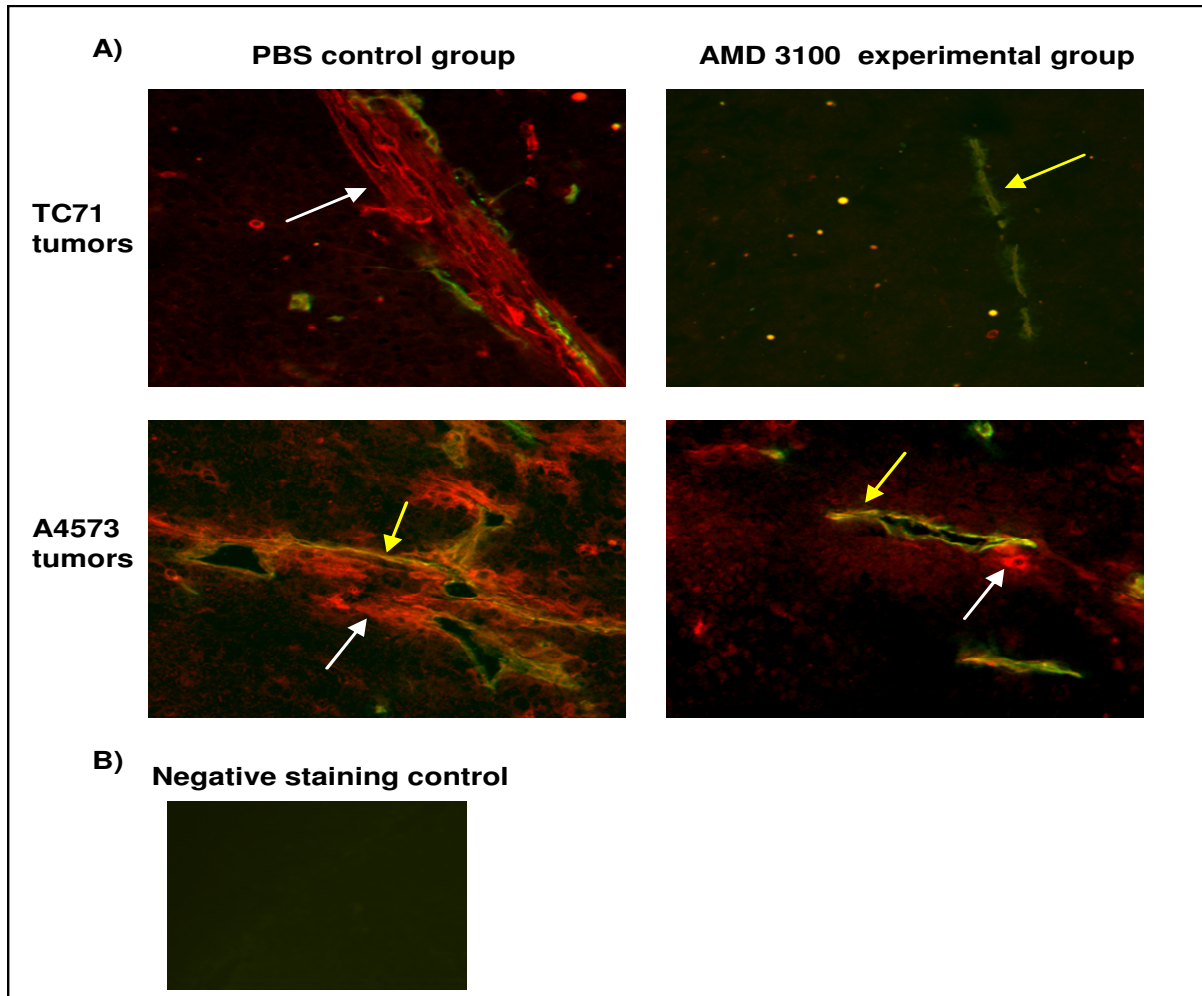 A)
PBS control group
AMD 3100 experimental group
TC71
tumors
A4573
tumors
B)
Negative staining control